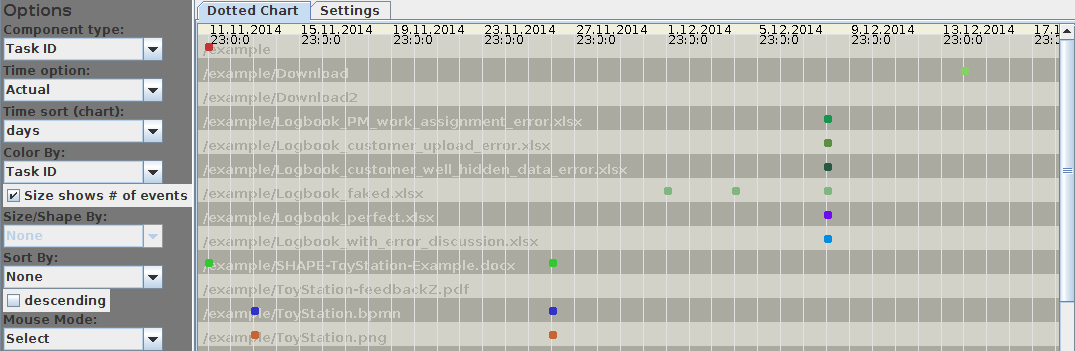 Options
Component type:
Task ID
Time option:
Actual
Time sort (chart):
days
Color By:
Task ID
Size shows # of events
Size/Shape By:
None
Sort By:
None
descending
Mouse Mode:
Select
Dotted Chart Settings
11.11.2014 15.11.2014 19.11.2014 23.11.2014 27.11.2014 1.12.2014 5.12.2014 9.12.2014 13.12.2014 17.1
23:0:0 23:0:0 23:0:0 23:0:0 23:0:0 23:0:0 23:0:0 23:0:0 23:0:0 23:
/example
/example/Download
/example/Download2
/example/Logbook_PM_work_assignment_error.xlsx
/example/Logbook_customer_upload_error.xlsx
/example/Logbook_customer_well_hidden_data_error.xlsx
/example/Logbook_faked.xlsx
/example/Logbook_perfect.xlsx
/example/Logbook_with_error_discussion.xlsx
/example/SHAPE-ToyStation-Example.docx
/example/ToyStation-feedbackZ.pdf
/example/ToyStation.bpmn
/example/ToyStation.png